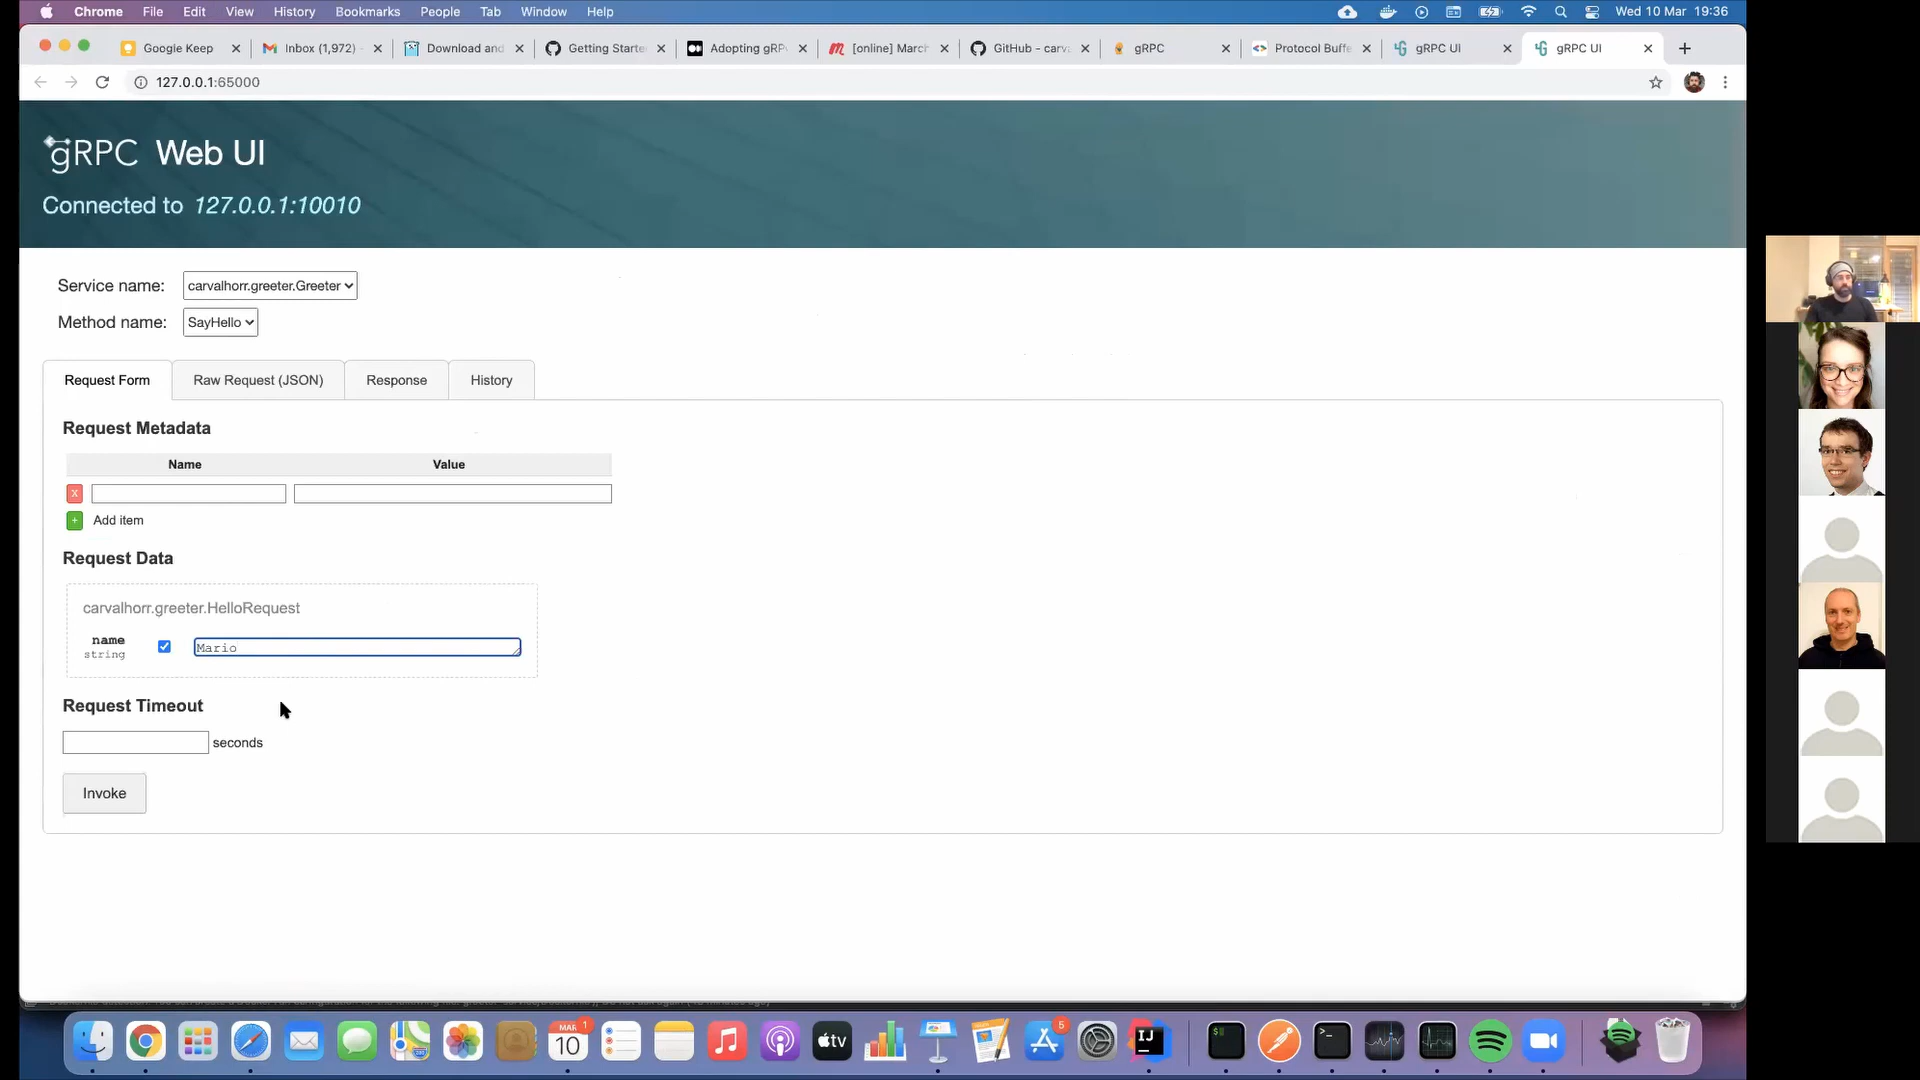 Chrome File Edit View History Bookmarks People Tab Window Help Wed 10 Mar 19:36
Google Keep Inbox (1,972) Download and Getting Starte Adopting gRP [online] March GitHub - carv gRPC Protocol Buffe gRPC UI gRPC UI
127.0.0.1:65000
gRPC Web UI
Connected to 127.0.0.1:10010
Service name: carvalhorr.greeter.Greeter
Method name: SayHello
Request Form Raw Request (JSON) Response History
Request Metadata
Name Value
x
+ Add item
Request Data
carvalhorr.greeter.HelloRequest
name
string
Mario
Request Timeout
seconds
Invoke
MAR 1
10
tv
5
IJ
$
>_